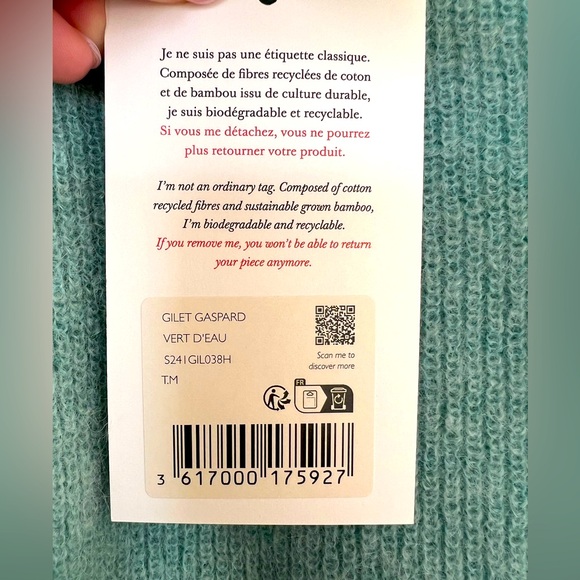 Je ne suis pas une étiquette classique.
Composée de fibres recyclées de coton
et de bambou issu de culture durable,
je suis biodégradable et recyclable.
Si vous me détachez, vous ne pourrez
plus retourner votre produit.
I'm not an ordinary tag. Composed of cotton
recycled fibres and sustainable grown bamboo,
I'm biodegradable and recyclable.
If you remove me, you won't be able to return
your piece anymore.
GILET GASPARD
VERT D'EAU
S241GIL038H
T.M
Scan me to
discover more
FR
3 617000 175927